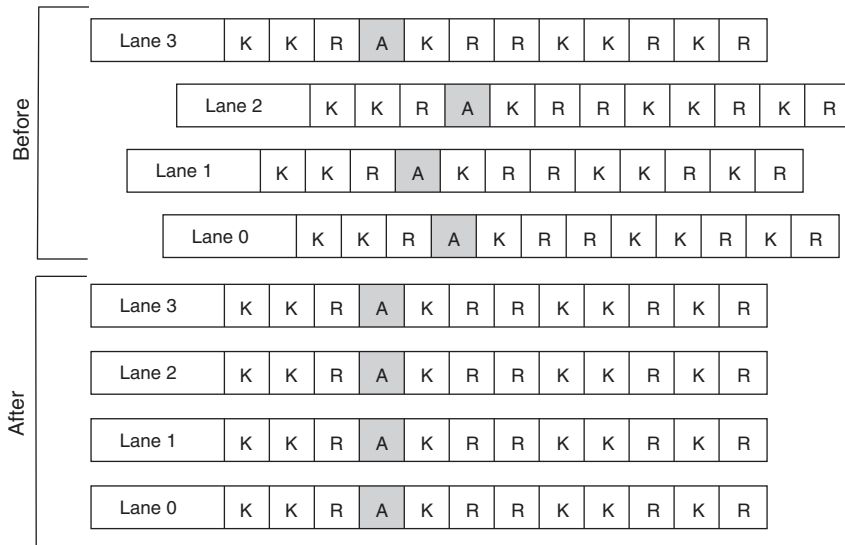 Before
Lane 3 K K R A K R R K K R K R
Lane 2 K K R A K R R K K R K R
Lane 1 K K R A K R R K K R K R
Lane 0 K K R A K R R K K R K R
After
Lane 3 K K R A K R R K K R K R
Lane 2 K K R A K R R K K R K R
Lane 1 K K R A K R R K K R K R
Lane 0 K K R A K R R K K R K R